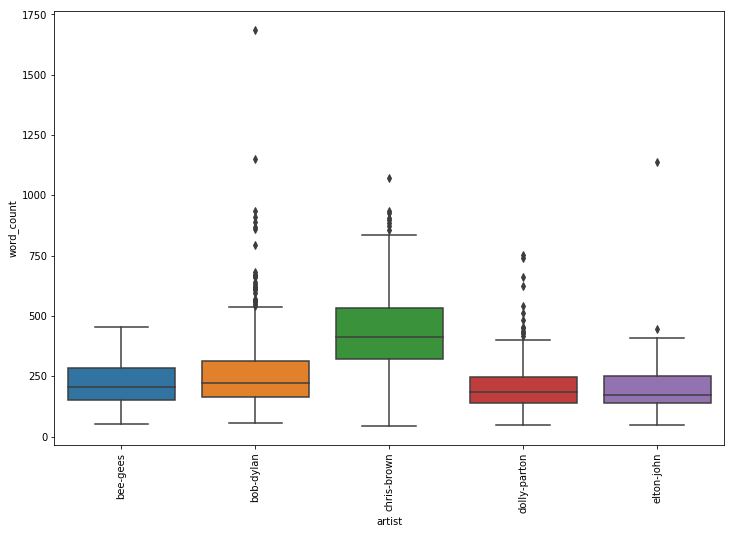 1750
1500
1250
1000
750
500
250
0
word_count
bee-gees
bob-dylan
chris-brown
dolly-parton
elton-john
artist